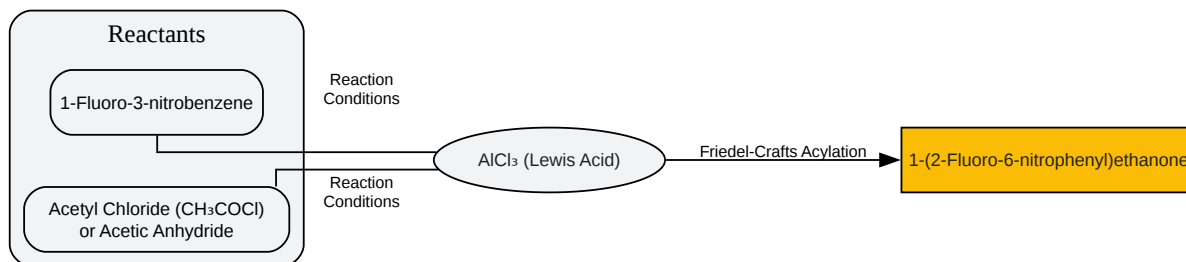 Reactants
1-Fluoro-3-nitrobenzene
Reaction
Conditions
AlCl₃ (Lewis Acid)
Friedel-Crafts Acylation
1-(2-Fluoro-6-nitrophenyl)ethanone
Reaction
Conditions
Acetyl Chloride (CH₃COCl)
or Acetic Anhydride